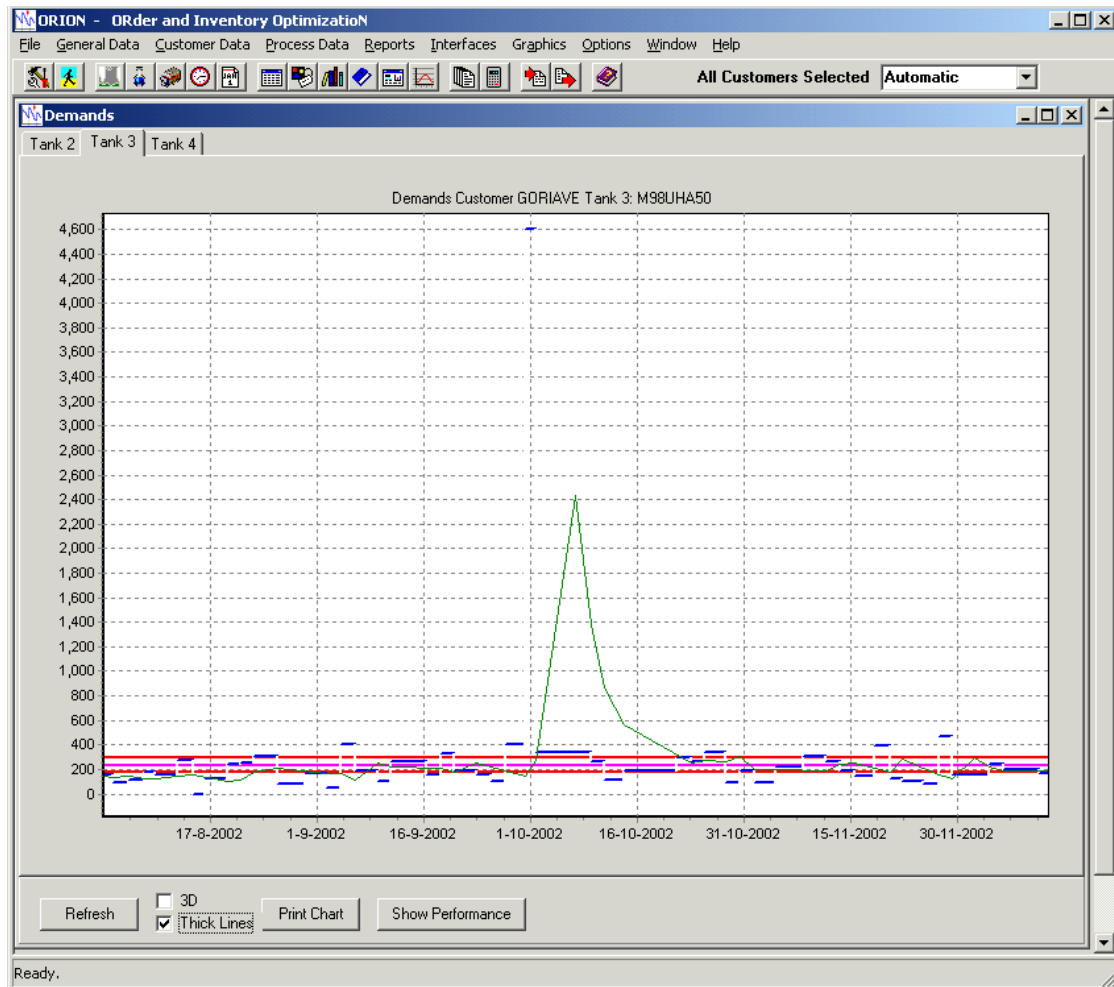 ORION - ORder and Inventory OptimizatioN
File General Data Customer Data Process Data Reports Interfaces Graphics Options Window Help
All Customers Selected Automatic
Demands
Tank 2 Tank 3 Tank 4
Demands Customer GORIAVE Tank 3: M98UHA50
4,600
4,400
4,200
4,000
3,800
3,600
3,400
3,200
3,000
2,800
2,600
2,400
2,200
2,000
1,800
1,600
1,400
1,200
1,000
800
600
400
200
0
17-8-2002 1-9-2002 16-9-2002 1-10-2002 16-10-2002 31-10-2002 15-11-2002 30-11-2002
3D
Refresh Print Chart Show Performance
Thick Lines
Ready.